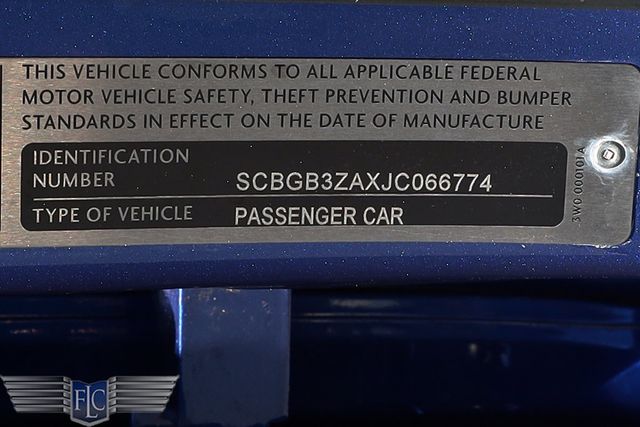 THIS VEHICLE CONFORMS TO ALL APPLICABLE FEDERAL
MOTOR VEHICLE SAFETY, THEFT PREVENTION AND BUMPER
STANDARDS IN EFFECT ON THE DATE OF MANUFACTURE
IDENTIFICATION
NUMBER SCBGB3ZAXJC066774
TYPE OF VEHICLE PASSENGER CAR
3W0.000101A
FLC